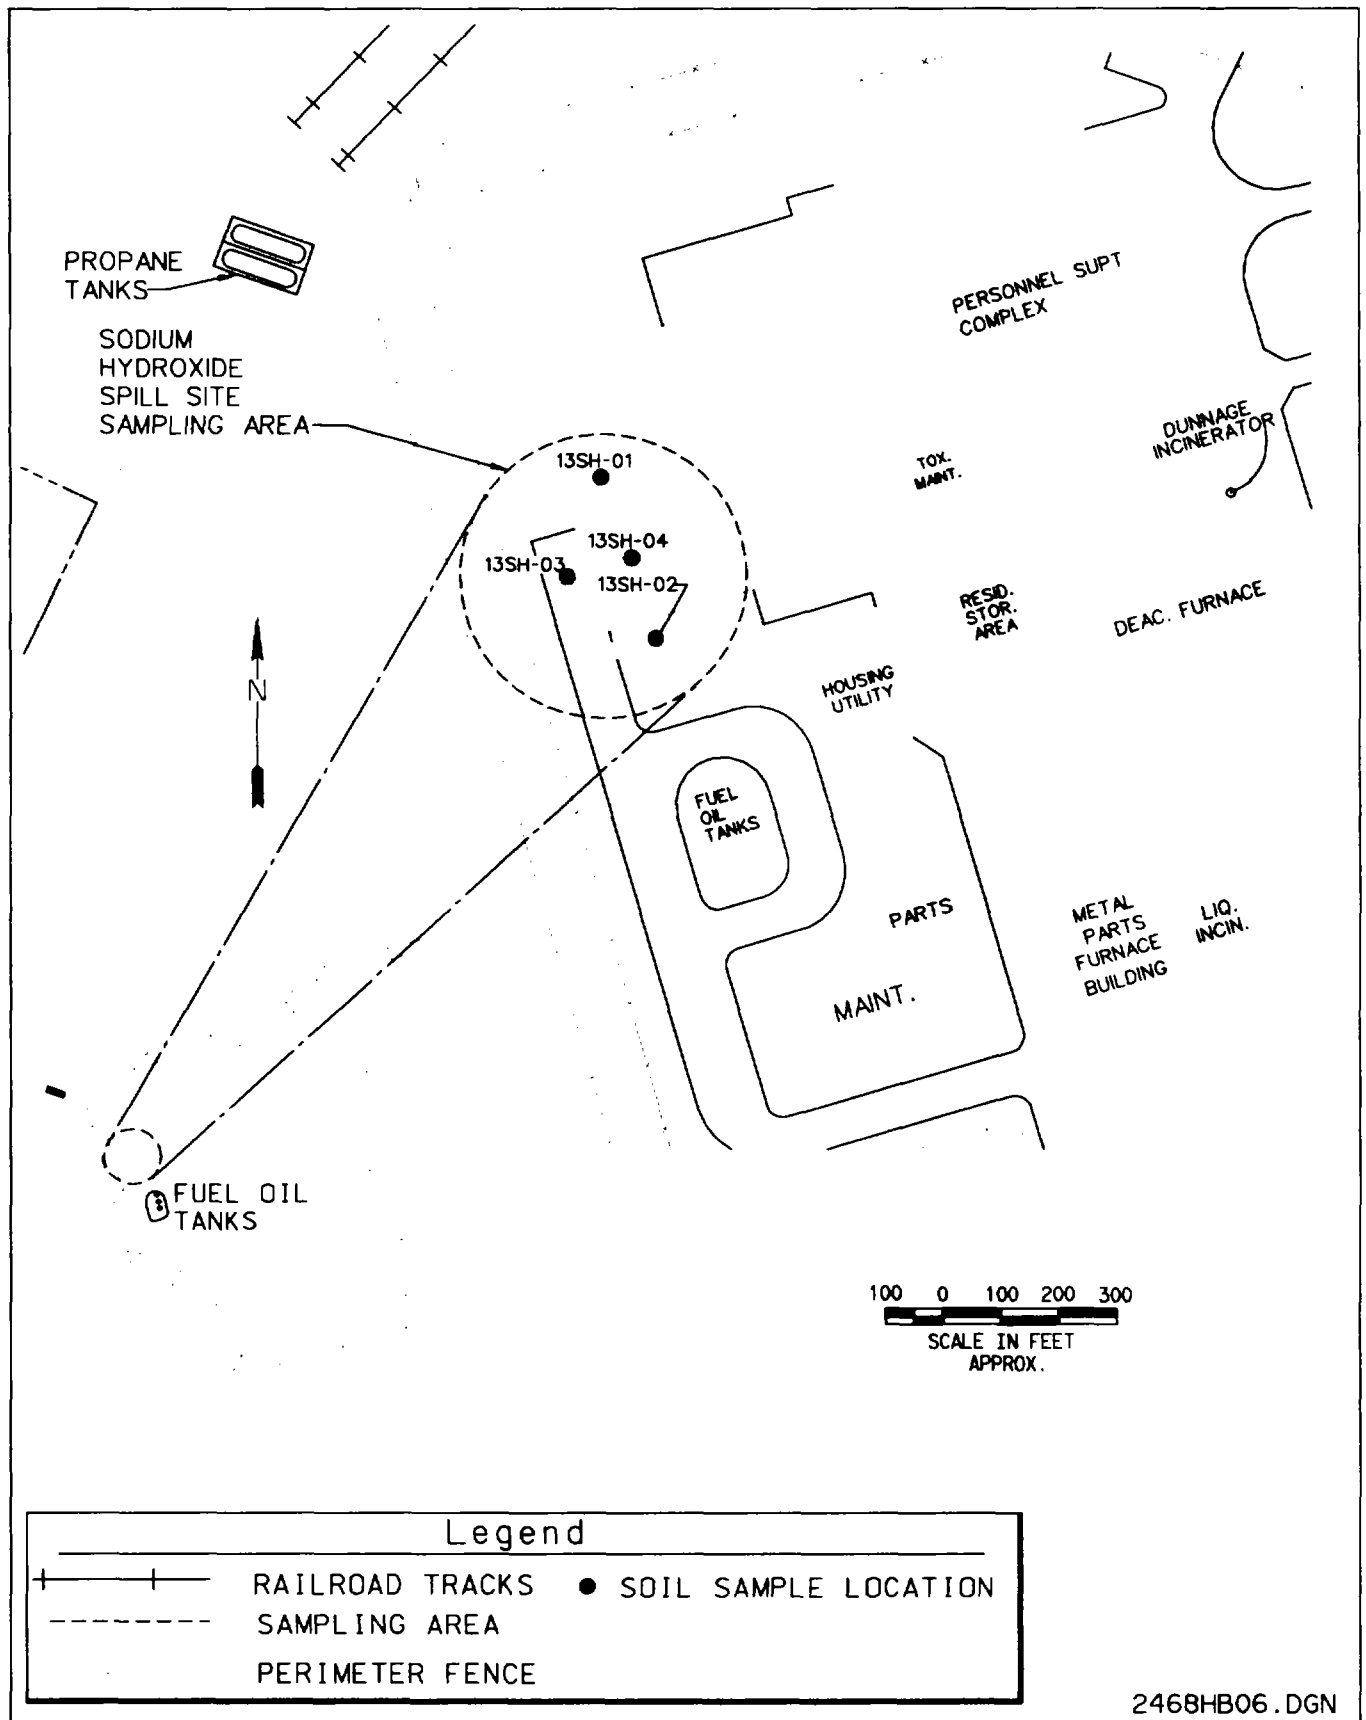 PROPANE
TANKS
SODIUM
HYDROXIDE
SPILL SITE
SAMPLING AREA
PERSONNEL SUPT
COMPLEX
DUNNAGE
INCINERATOR
TOX.
MAINT.
13SH-01
13SH-04
13SH-03
13SH-02
RESID.
STOR.
AREA
DEAC. FURNACE
N
HOUSING
UTILITY
FUEL
OIL
TANKS
PARTS
MAINT.
METAL
PARTS
FURNACE
BUILDING
LIQ.
INCIN.
FUEL OIL
TANKS
100 0 100 200 300
SCALE IN FEET
APPROX.
Legend
RAILROAD TRACKS
SOIL SAMPLE LOCATION
SAMPLING AREA
PERIMETER FENCE
2468HB06.DGN